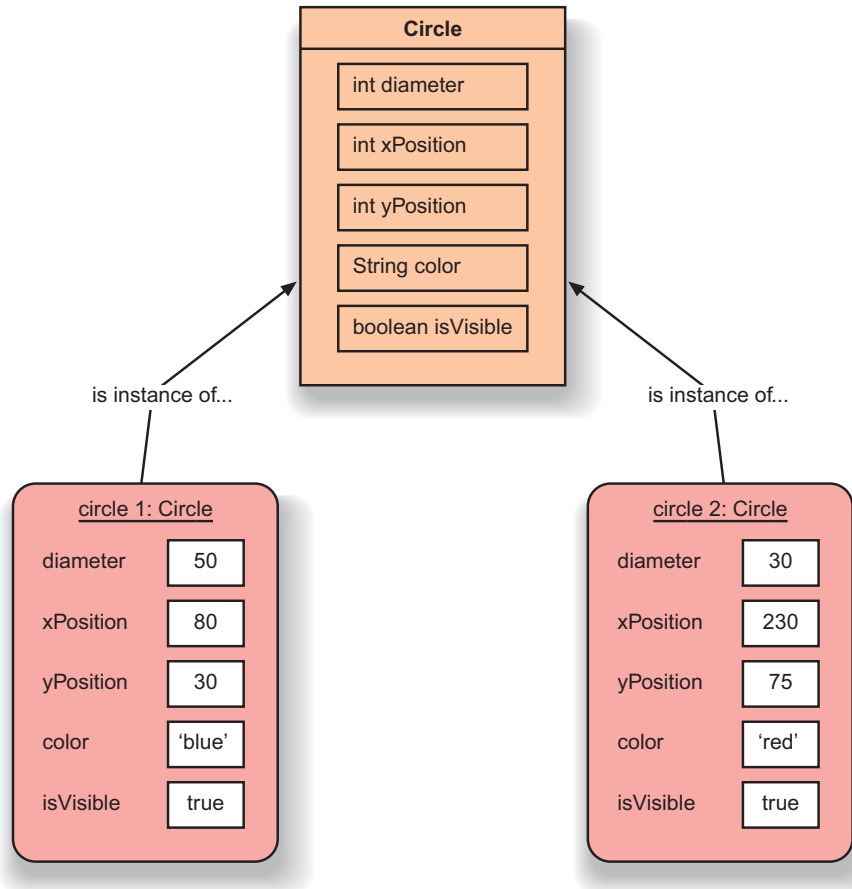 Circle
int diameter
int xPosition
int yPosition
String color
boolean isVisible
is instance of...
is instance of...
circle 1: Circle
diameter 50
xPosition 80
yPosition 30
color ‘blue’
isVisible true
circle 2: Circle
diameter 30
xPosition 230
yPosition 75
color ‘red’
isVisible true